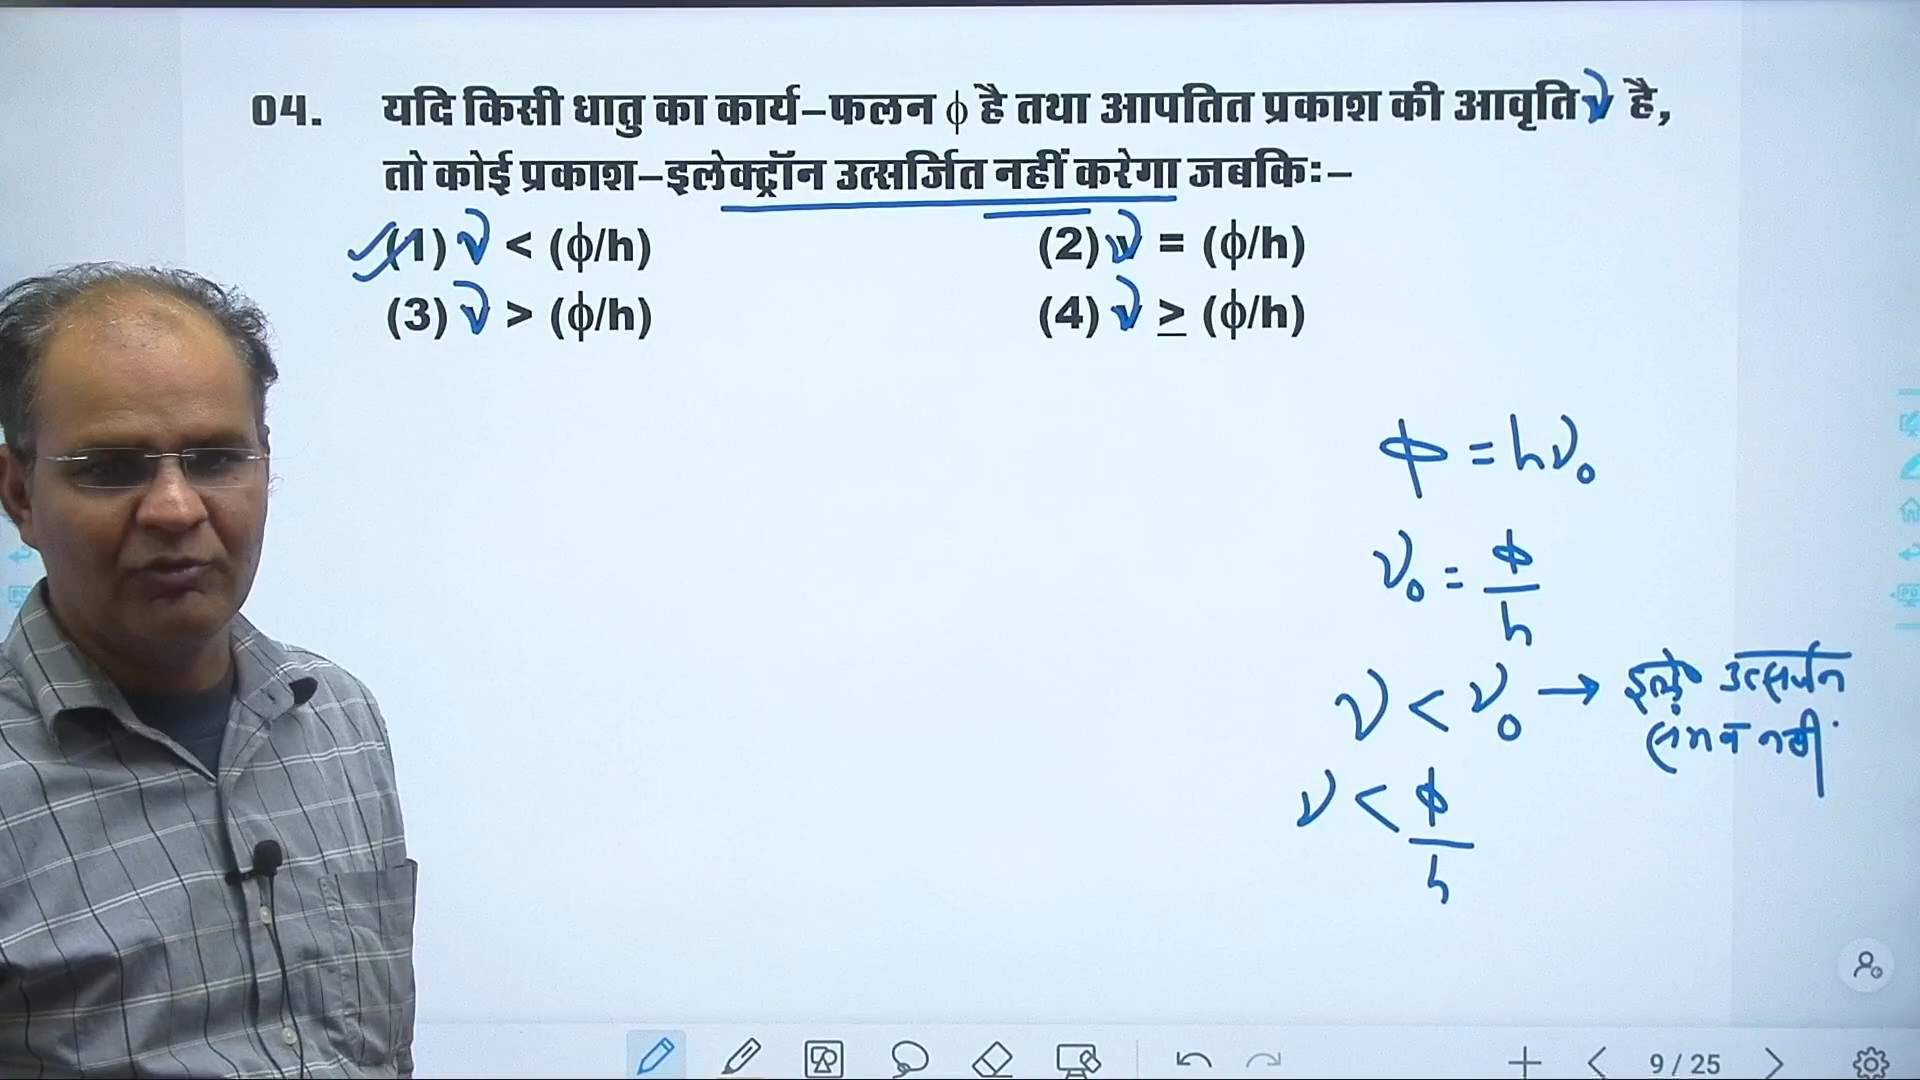 04. यदि किसी धातु का कार्य–फलन ϕ है तथा आपतित प्रकाश की आवृति ν है,
तो कोई प्रकाश–इलेक्ट्रॉन उत्सर्जित नहीं करेगा जबकिः–
(1) ν < (ϕ/h) (2) ν = (ϕ/h)
(3) ν > (ϕ/h) (4) ν ≥ (ϕ/h)
ϕ = hν₀
ν₀ = ϕ/h
ν < ν₀ → इले० उत्सर्जन
संभव नहीं
ν < ϕ/h
9 / 25